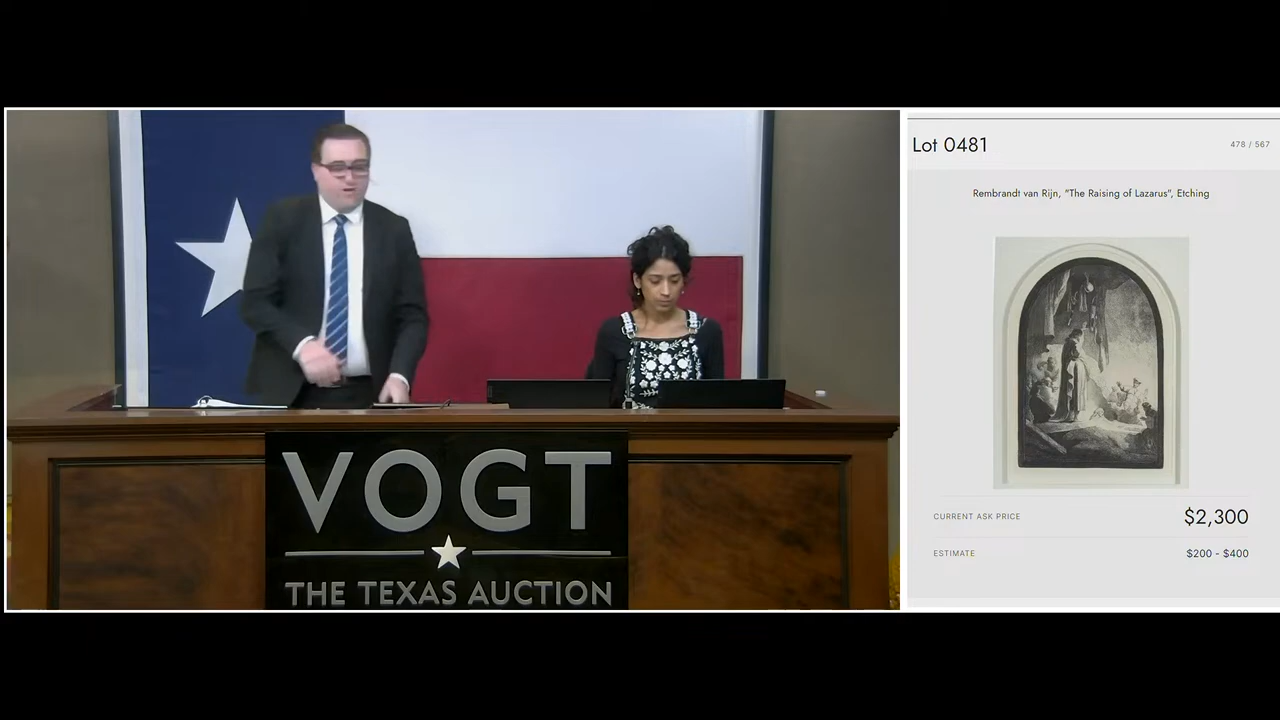 Lot 0481
478 / 567
Rembrandt van Rijn, "The Raising of Lazarus", Etching
CURRENT ASK PRICE
$2,300
ESTIMATE
$200 - $400
VOGT
THE TEXAS AUCTION